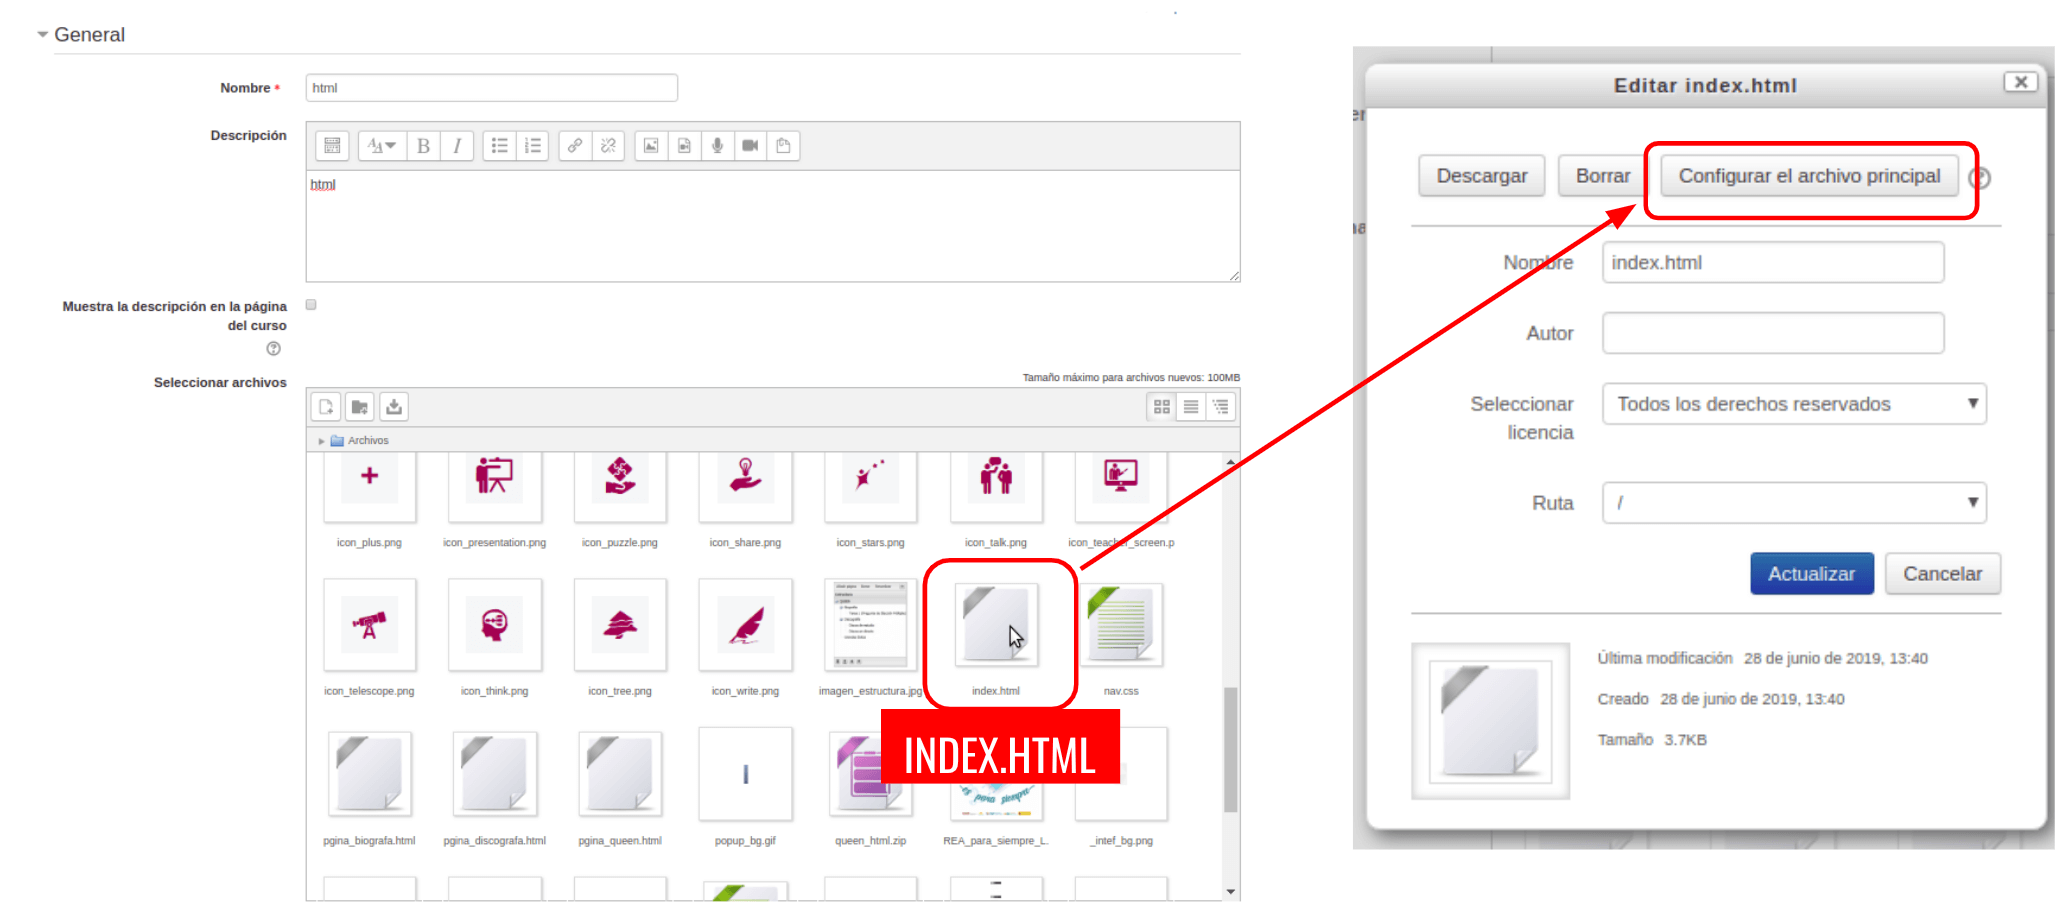 General
Nombre *
html
Descripción
html
Muestra la descripción en la página
del curso
Seleccionar archivos
Tamaño máximo para archivos nuevos: 100MB
Archivos
icon_plus.png
icon_presentation.png
icon_puzzle.png
icon_share.png
icon_stars.png
icon_talk.png
icon_teacher_screen.p
icon_telescope.png
icon_think.png
icon_tree.png
icon_write.png
imagen_estructura.jpg
index.html
nav.css
INDEX.HTML
para siempre
pgina_biografa.html
pgina_discografa.html
pgina_queen.html
popup_bg.gif
queen_html.zip
REA_para_siempre_L.
_intef_bg.png
Editar index.html
Descargar
Borrar
Configurar el archivo principal
Nombre
index.html
Autor
Seleccionar
licencia
Todos los derechos reservados
Ruta
/
Actualizar
Cancelar
Última modificación 28 de junio de 2019, 13:40
Creado 28 de junio de 2019, 13:40
Tamaño 3.7KB